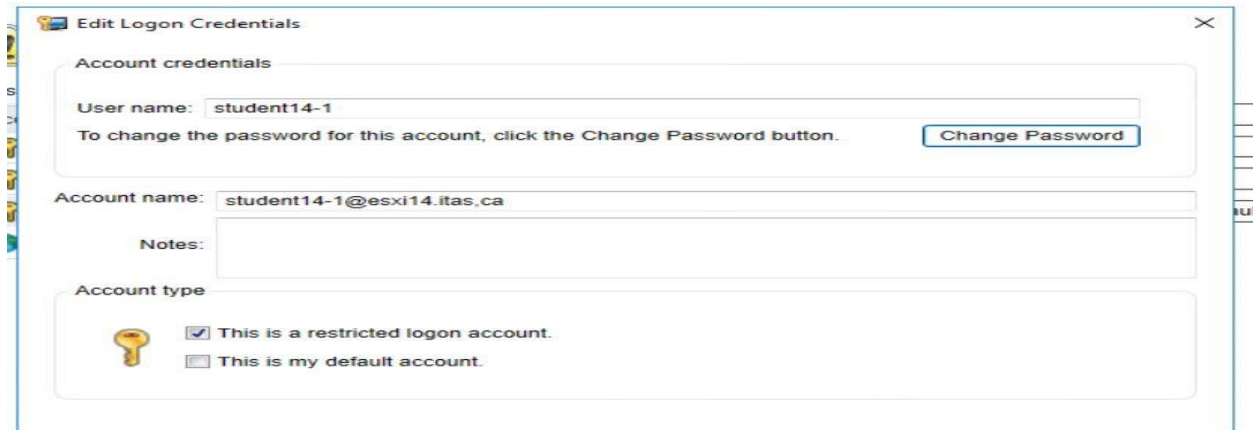 Edit Logon Credentials
Account credentials
User name: student14-1
To change the password for this account, click the Change Password button. Change Password
Account name: student14-1@esxi14.itas,ca
Notes:
Account type
This is a restricted logon account.
This is my default account.